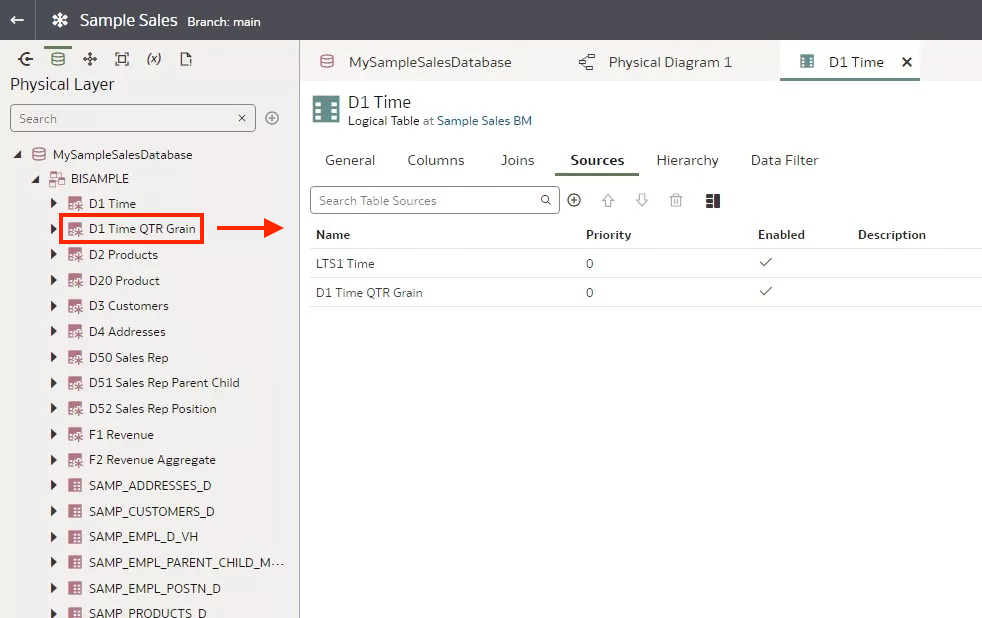 Sample Sales Branch: main
(x)
Physical Layer
Search
MySampleSalesDatabase
BISAMPLE
D1 Time
D1 Time QTR Grain
D2 Products
D20 Product
D3 Customers
D4 Addresses
D50 Sales Rep
D51 Sales Rep Parent Child
D52 Sales Rep Position
F1 Revenue
F2 Revenue Aggregate
SAMP_ADDRESSES_D
SAMP_CUSTOMERS_D
SAMP_EMPL_D_VH
SAMP_EMPL_PARENT_CHILD_M...
SAMP_EMPL_POSTN_D
SAMP_PRODUCTS_D
MySampleSalesDatabase Physical Diagram 1 D1 Time
D1 Time
Logical Table at Sample Sales BM
General Columns Joins Sources Hierarchy Data Filter
Search Table Sources
Name Priority Enabled Description
LTS1 Time 0
D1 Time QTR Grain 0